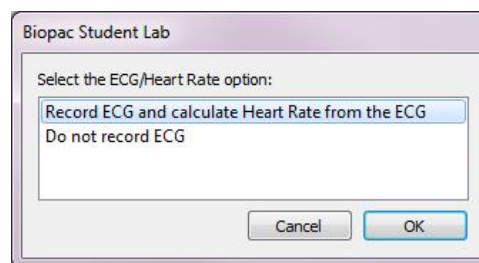 Biopac Student Lab
Select the ECG/Heart Rate option:
Record ECG and calculate Heart Rate from the ECG
Do not record ECG
Cancel OK